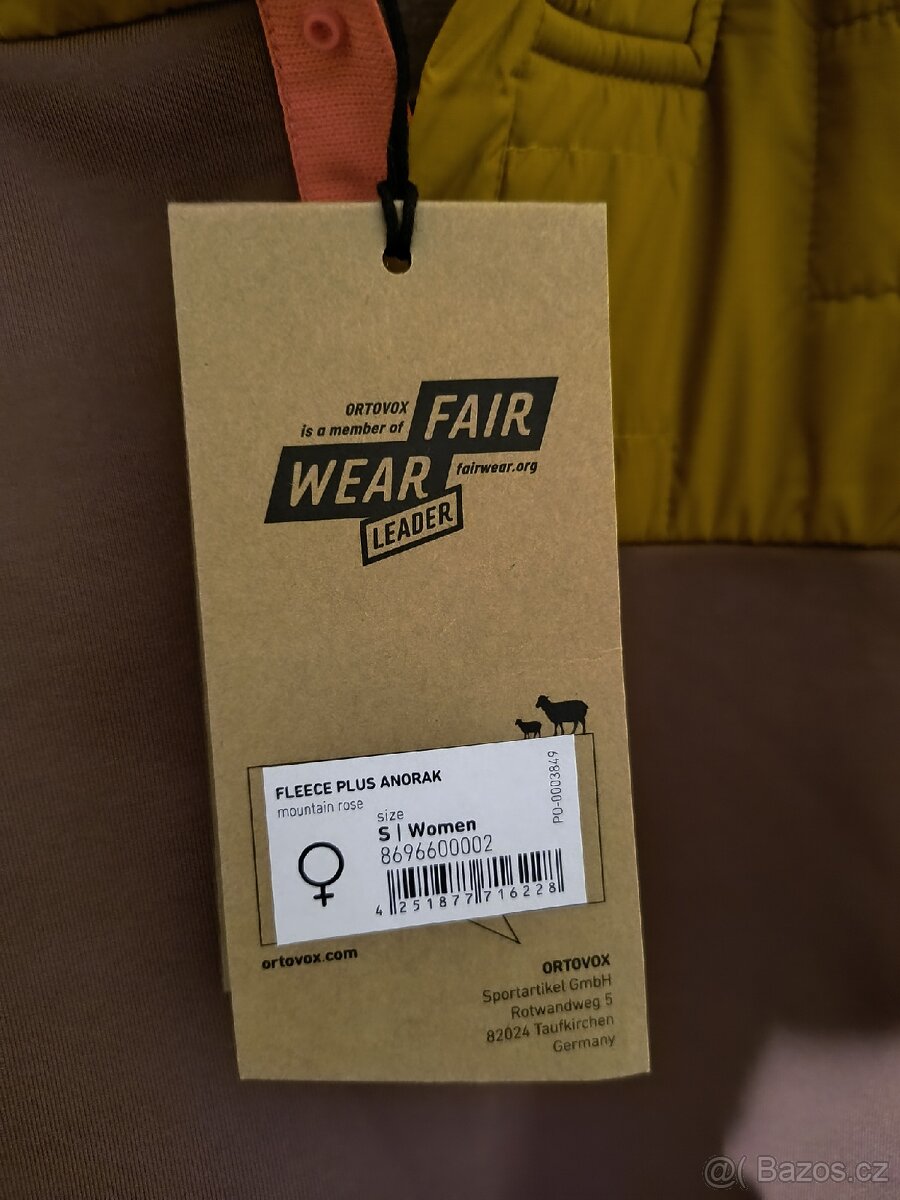 ORTOVOX
is a member of
FAIR
WEAR
fairwear.org
LEADER
FLEECE PLUS ANORAK
mountain rose
size
S | Women
8696600002
4 251877 716228
PO-0003849
ortovox.com
ORTOVOX
Sportartikel GmbH
Rotwandweg 5
82024 Taufkirchen
Germany
@( Bazos.cz